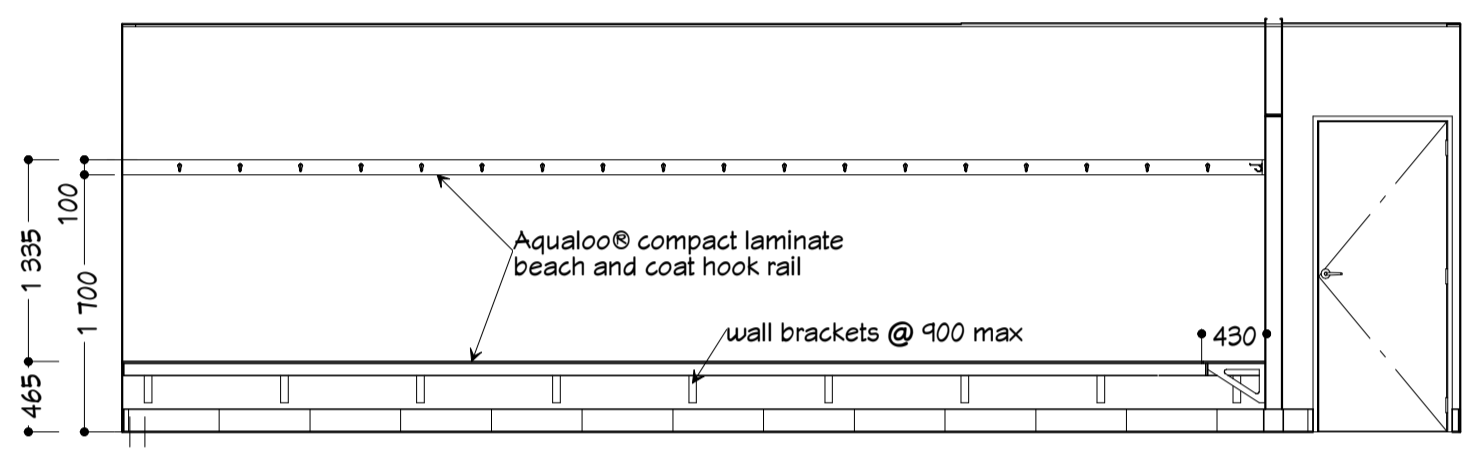 100
1 335
1 700
465
Aqualoo® compact laminate
beach and coat hook rail
wall brackets @ 900 max
430